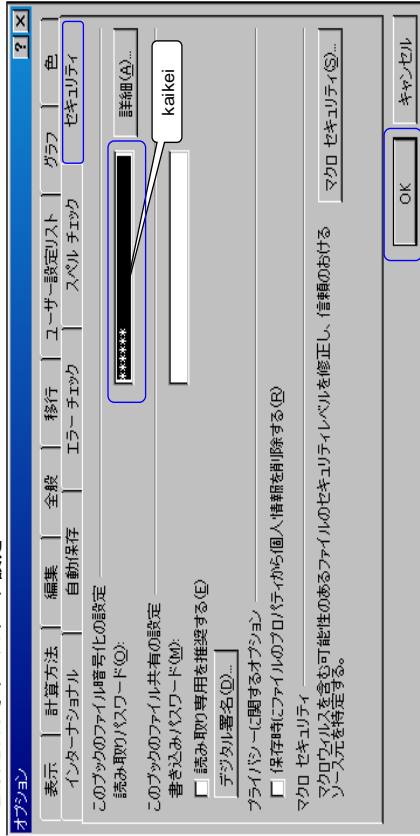 オプション
? ×
表示 計算方法 編集 全般 移行 ユーザー設定リスト グラフ 色
インターナショナル 自動保存 エラー チェック スペル チェック セキュリティ
このブックのファイル暗号化の設定
読み取りパスワード(O): ****** 詳細(A)...
kaikei
このブックのファイル共有の設定
書き込みパスワード(M):
読み取り専用を推奨する(E)
デジタル署名(D)...
プライバシーに関するオプション
保存時にファイルのプロパティから個人情報を削除する(R)
マクロ セキュリティ
マクロウィルスを含む可能性のあるファイルのセキュリティレベルを修正し、信頼のおける
ソース元を特定する。
マクロ セキュリティ(S)...
OK キャンセル